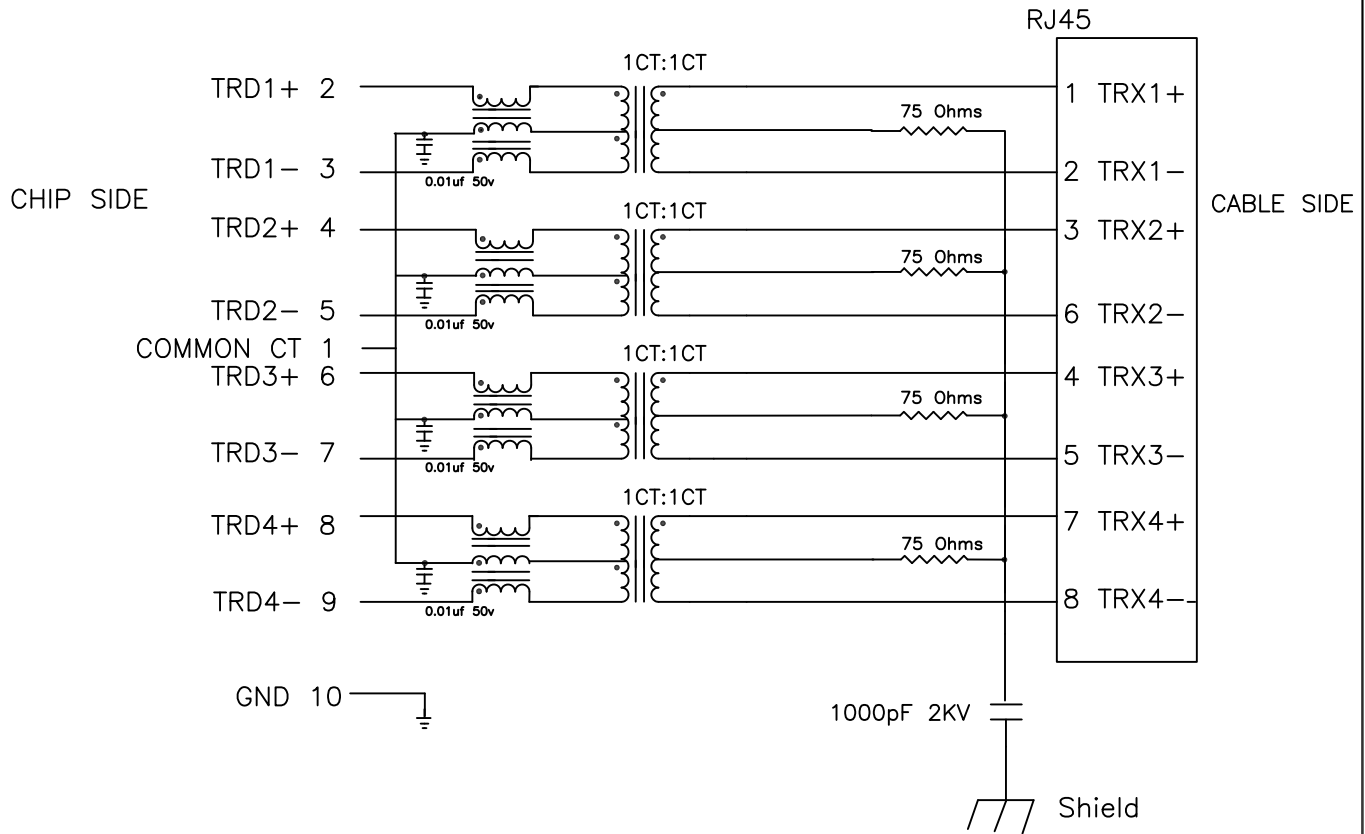 RJ45
1CT:1CT
TRD1+ 2
1 TRX1+
75 Ohms
TRD1- 3
0.01uf 50v
2 TRX1-
CHIP SIDE
CABLE SIDE
1CT:1CT
TRD2+ 4
3 TRX2+
75 Ohms
TRD2- 5
0.01uf 50v
6 TRX2-
COMMON CT 1
1CT:1CT
TRD3+ 6
4 TRX3+
75 Ohms
TRD3- 7
0.01uf 50v
5 TRX3-
1CT:1CT
TRD4+ 8
7 TRX4+
75 Ohms
TRD4- 9
0.01uf 50v
8 TRX4-
GND 10
1000pF 2KV
Shield